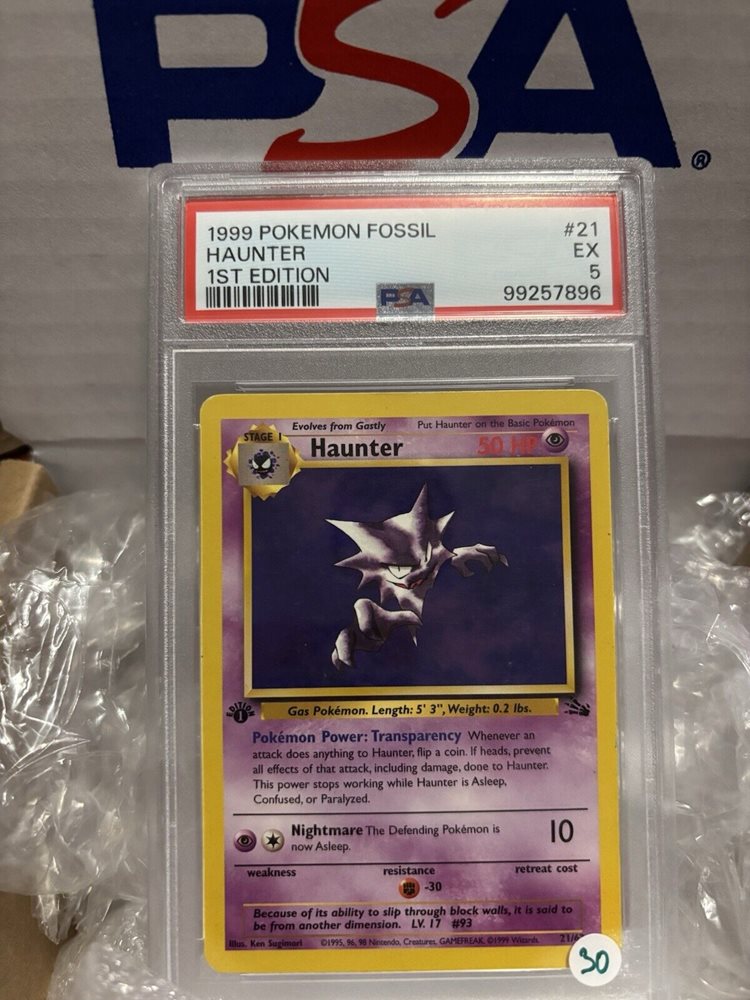 PSA®
1999 POKEMON FOSSIL #21
HAUNTER EX
1ST EDITION 5
PSA 99257896
Evolves from Gastly Put Haunter on the Basic Pokémon
STAGE 1 Haunter 50 HP
EDITION 1
Gas Pokémon. Length: 5' 3", Weight: 0.2 lbs.
Pokémon Power: Transparency Whenever an
attack does anything to Haunter, flip a coin. If heads, prevent
all effects of that attack, including damage, done to Haunter.
This power stops working while Haunter is Asleep,
Confused, or Paralyzed.
Nightmare The Defending Pokémon is 10
now Asleep.
weakness resistance retreat cost
-30
Because of its ability to slip through block walls, it is said to
be from another dimension. LV. 17 #93
Illus. Ken Sugimori ©1995, 96, 98 Nintendo, Creatures, GAMEFREAK. ©1999 Wizards.
30